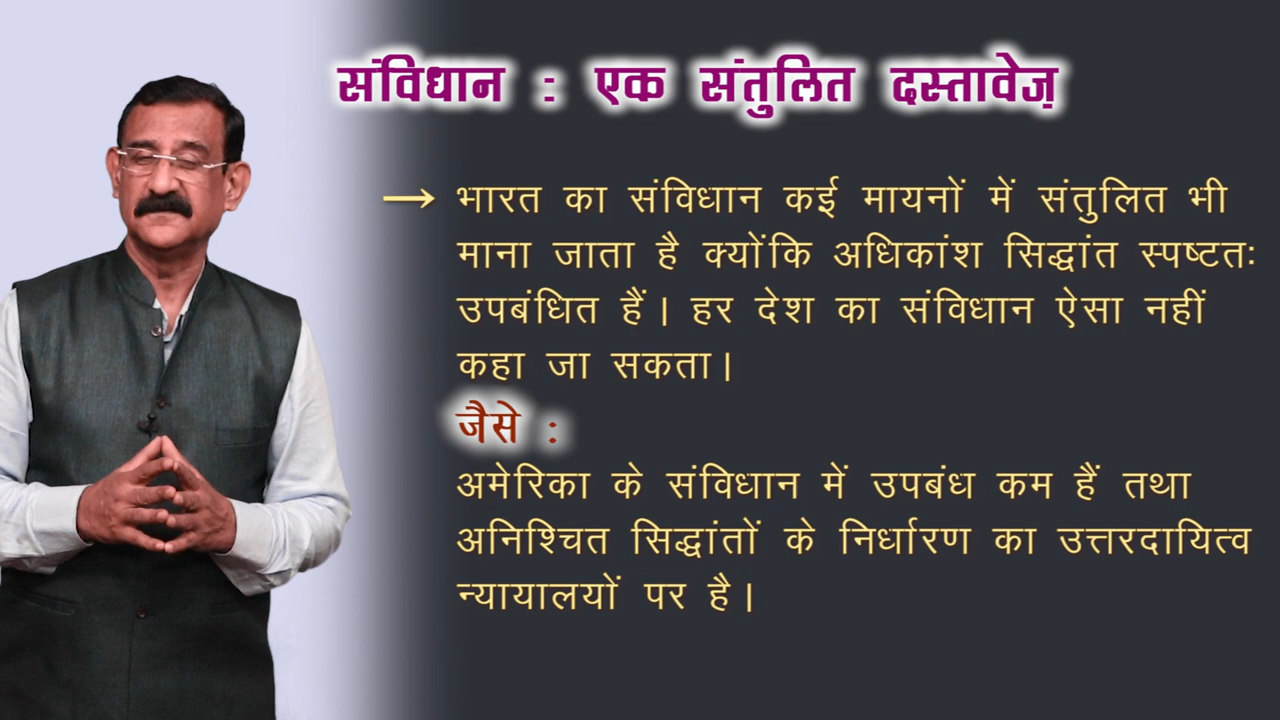 संविधान : एक संतुलित दस्तावेज़
→ भारत का संविधान कई मायनों में संतुलित भी
माना जाता है क्योंकि अधिकांश सिद्धांत स्पष्टतः
उपबंधित हैं। हर देश का संविधान ऐसा नहीं
कहा जा सकता।
जैसे :
अमेरिका के संविधान में उपबंध कम हैं तथा
अनिश्चित सिद्धांतों के निर्धारण का उत्तरदायित्व
न्यायालयों पर है।